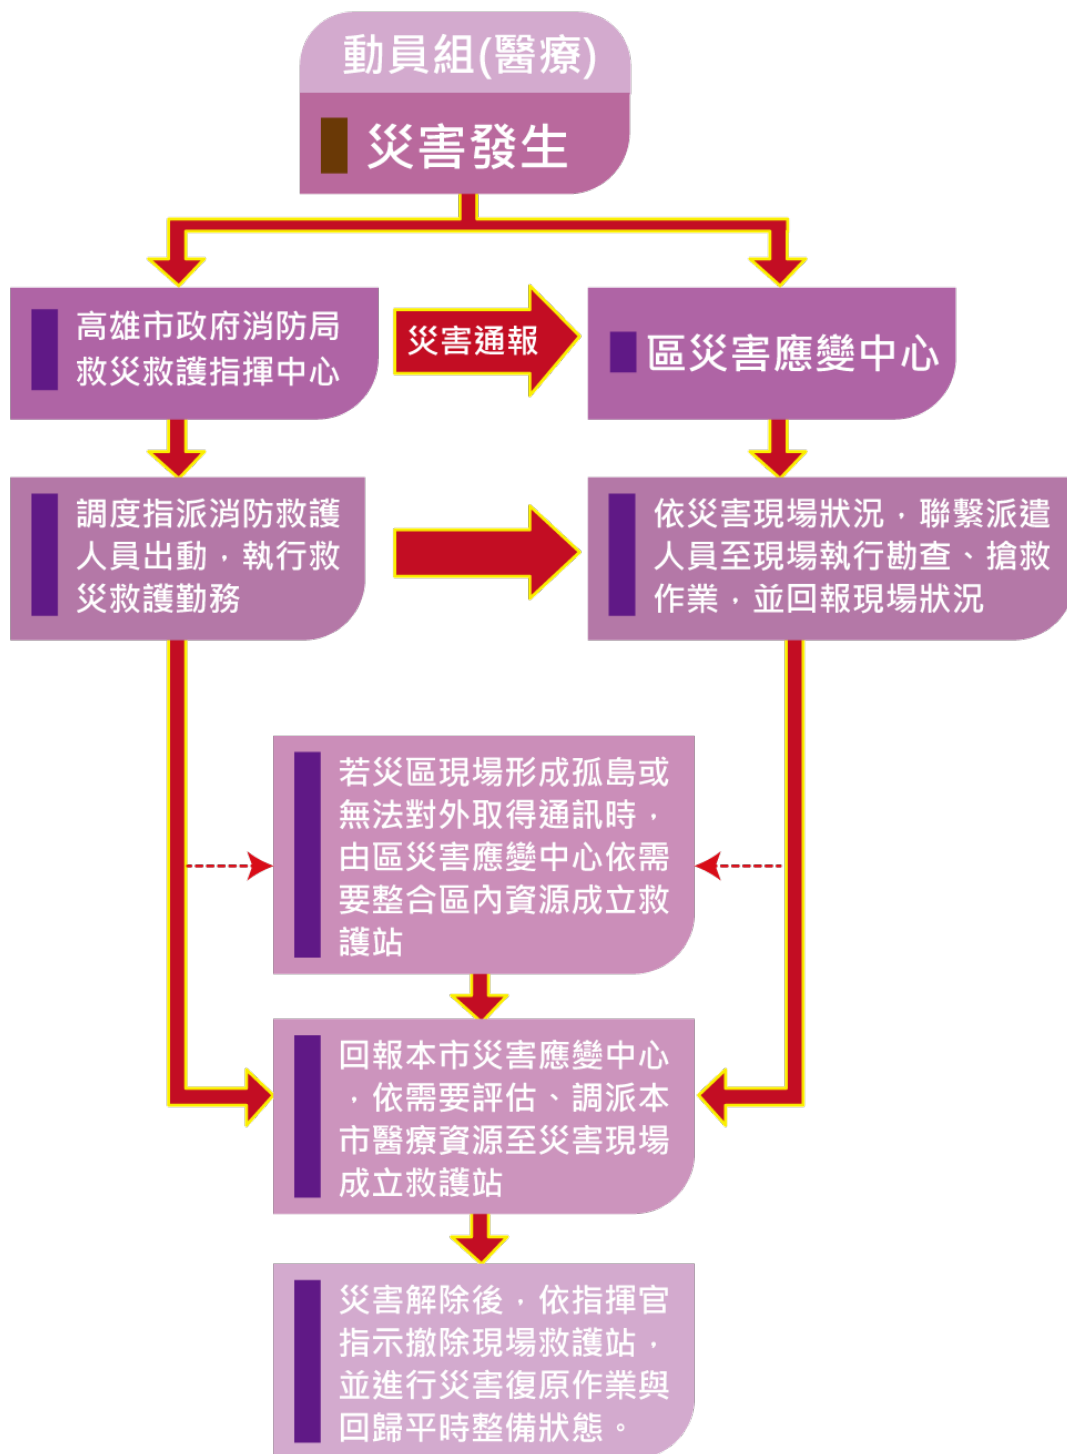 動員組(醫療)
災害發生
高雄市政府消防局
救災救護指揮中心
災害通報
區災害應變中心
調度指派消防救護
人員出動，執行救
災救護勤務
依災害現場狀況，聯繫派遣
人員至現場執行勘查、搶救
作業，並回報現場狀況
若災區現場形成孤島或
無法對外取得通訊時，
由區災害應變中心依需
要整合區內資源成立救
護站
回報本市災害應變中心
，依需要評估、調派本
市醫療資源至災害現場
成立救護站
災害解除後，依指揮官
指示撤除現場救護站，
並進行災害復原作業與
回歸平時整備狀態。